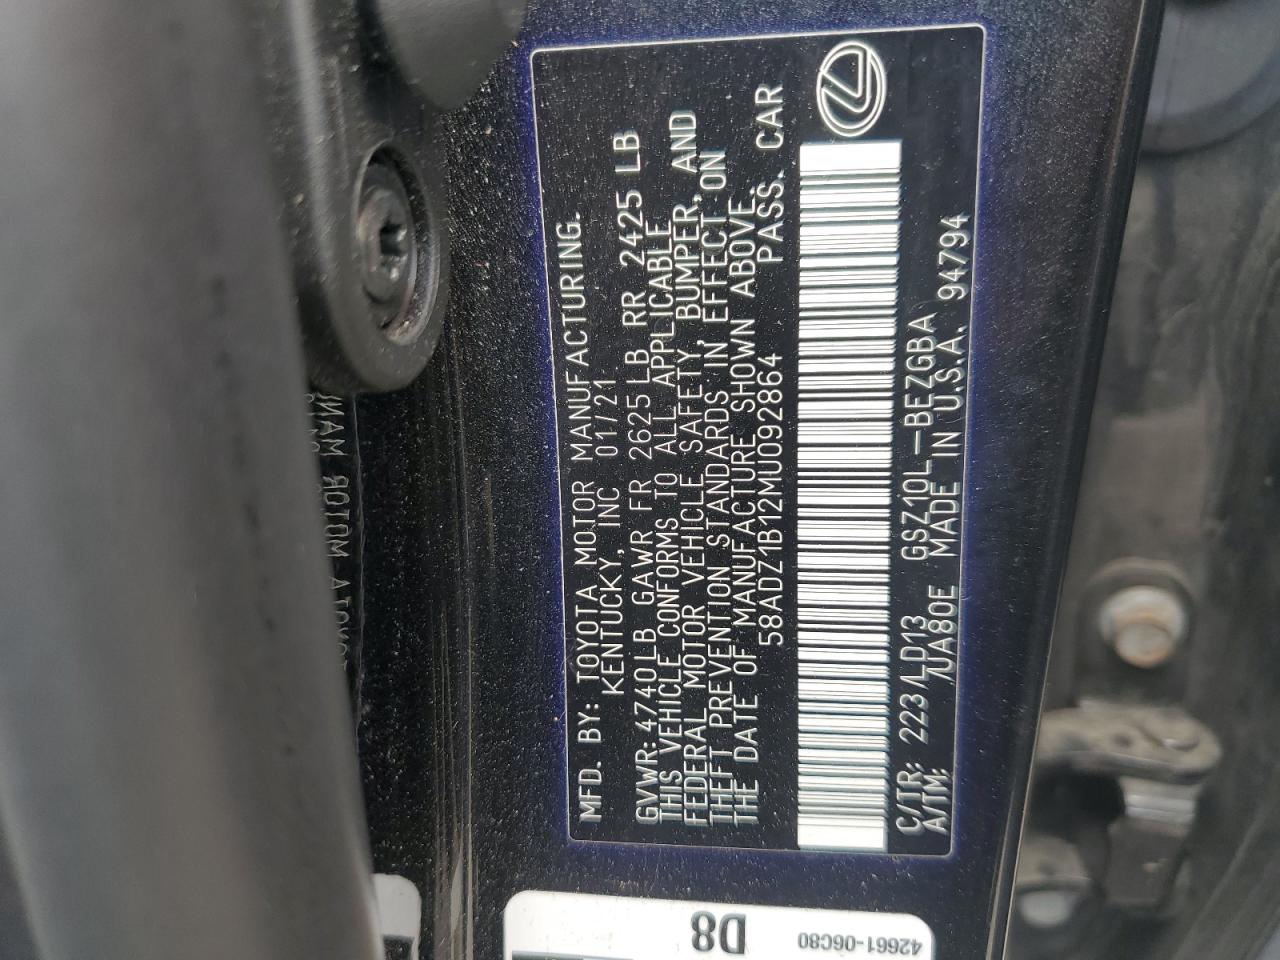 MFD. BY: TOYOTA MOTOR MANUFACTURING.
KENTUCKY, INC 01/21
GVWR: 4740LB GAWR FR 2625 LB RR 2425 LB
THIS VEHICLE CONFORMS TO ALL APPLICABLE
FEDERAL MOTOR VEHICLE SAFETY, BUMPER, AND
THEFT PREVENTION STANDARDS IN EFFECT ON
THE DATE OF MANUFACTURE SHOWN ABOVE.
58ADZ1B12MU092864 PASS. CAR
C/TR: 223/LD13 GSZ10L-BEZGBA
A/TM: /UA80E MADE IN U.S.A. 94794
D8
42661-06C80